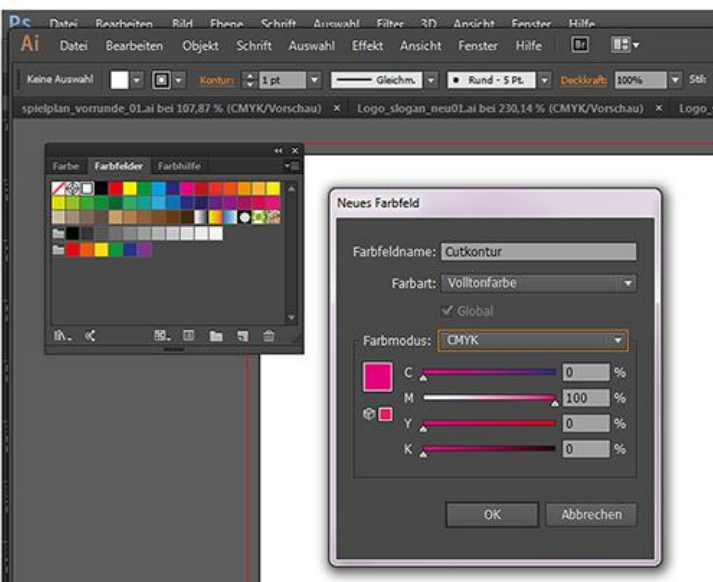 Ps Datei Bearbeiten Bild Ebene Schrift Auswahl Filter 3D Ansicht Fenster Hilfe
Ai Datei Bearbeiten Objekt Schrift Auswahl Effekt Ansicht Fenster Hilfe Br
Keine Auswahl Kontur: 1 pt Gleichm. Rund - 5 Pt. Deckkraft: 100% Stil:
spielplan_vorrunde_01.ai bei 107,87 % (CMYK/Vorschau) × Logo_slogan_neu01.ai bei 230,14 % (CMYK/Vorschau) × Logo_
Farbe Farbfelder Farbhilfe
Neues Farbfeld
Farbfeldname: Cutkontur
Farbart: Volltonfarbe
Global
Farbmodus: CMYK
C 0 %
M 100 %
Y 0 %
K 0 %
OK Abbrechen